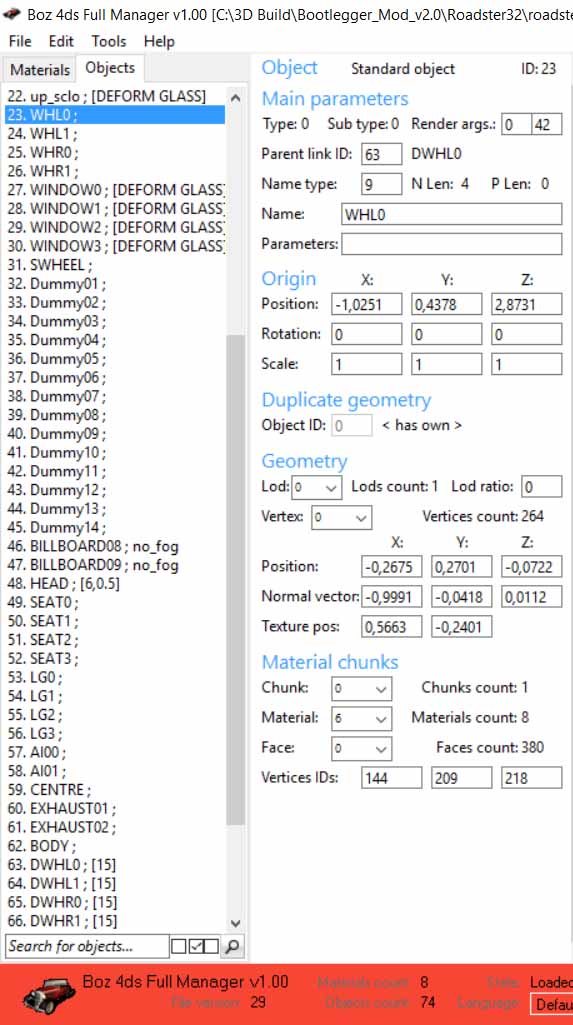 Boz 4ds Full Manager v1.00 [C:\3D Build\Bootlegger_Mod_v2.0\Roadster32\roadste
File Edit Tools Help
Materials Objects
22. up_sclo ; [DEFORM GLASS]
23. WHL0 ;
24. WHL1 ;
25. WHR0 ;
26. WHR1 ;
27. WINDOW0 ; [DEFORM GLASS]
28. WINDOW1 ; [DEFORM GLASS]
29. WINDOW2 ; [DEFORM GLASS]
30. WINDOW3 ; [DEFORM GLASS]
31. SWHEEL ;
32. Dummy01 ;
33. Dummy02 ;
34. Dummy03 ;
35. Dummy04 ;
36. Dummy05 ;
37. Dummy06 ;
38. Dummy07 ;
39. Dummy08 ;
40. Dummy09 ;
41. Dummy10 ;
42. Dummy11 ;
43. Dummy12 ;
44. Dummy13 ;
45. Dummy14 ;
46. BILLBOARD08 ; no_fog
47. BILLBOARD09 ; no_fog
48. HEAD ; [6,0.5]
49. SEAT0 ;
50. SEAT1 ;
51. SEAT2 ;
52. SEAT3 ;
53. LG0 ;
54. LG1 ;
55. LG2 ;
56. LG3 ;
57. AI00 ;
58. AI01 ;
59. CENTRE ;
60. EXHAUST01 ;
61. EXHAUST02 ;
62. BODY ;
63. DWHL0 ; [15]
64. DWHL1 ; [15]
65. DWHR0 ; [15]
66. DWHR1 ; [15]
Search for objects...
Object Standard object ID: 23
Main parameters
Type: 0 Sub type: 0 Render args.: 0 42
Parent link ID: 63 DWHL0
Name type: 9 N Len: 4 P Len: 0
Name: WHL0
Parameters:
Origin X: Y: Z:
Position: -1,0251 0,4378 2,8731
Rotation: 0 0 0
Scale: 1 1 1
Duplicate geometry
Object ID: 0 < has own >
Geometry
Lod: 0 Lods count: 1 Lod ratio: 0
Vertex: 0 Vertices count: 264
X: Y: Z:
Position: -0,2675 0,2701 -0,0722
Normal vector: -0,9991 -0,0418 0,0112
Texture pos: 0,5663 -0,2401
Material chunks
Chunk: 0 Chunks count: 1
Material: 6 Materials count: 8
Face: 0 Faces count: 380
Vertices IDs: 144 209 218
Boz 4ds Full Manager v1.00 Materials count: 8 State: Loaded
File version: 29 Objects count: 74 Language: Defau